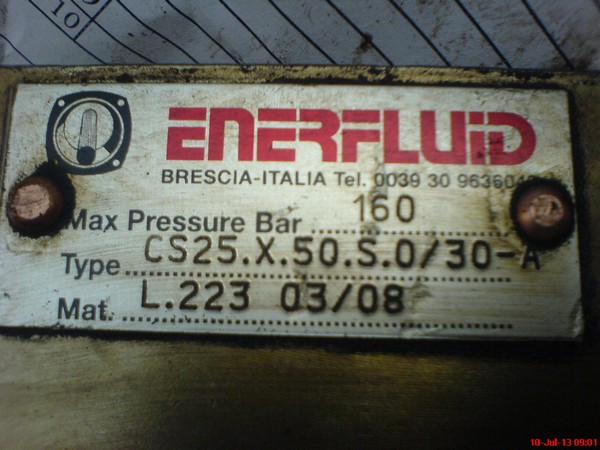 10
ENERFLUID
BRESCIA-ITALIA Tel. 0039 30
Max Pressure Bar 160
Type CS25.X.50.S.0/30-A
Mat. L.223 03/08
10-Jul-13 09:01